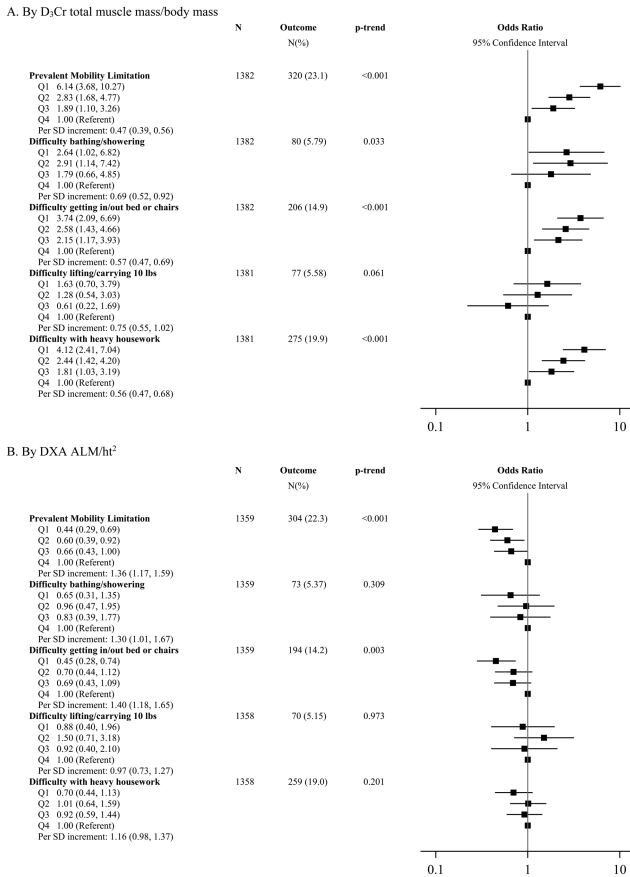 A. By D₃Cr total muscle mass/body mass
N Outcome p-trend Odds Ratio
N(%) 95% Confidence Interval
Prevalent Mobility Limitation 1382 320 (23.1) <0.001
Q1 6.14 (3.68, 10.27)
Q2 2.83 (1.68, 4.77)
Q3 1.89 (1.10, 3.26)
Q4 1.00 (Referent)
Per SD increment: 0.47 (0.39, 0.56)
Difficulty bathing/showering 1382 80 (5.79) 0.033
Q1 2.64 (1.02, 6.82)
Q2 2.91 (1.14, 7.42)
Q3 1.79 (0.66, 4.85)
Q4 1.00 (Referent)
Per SD increment: 0.69 (0.52, 0.92)
Difficulty getting in/out bed or chairs 1382 206 (14.9) <0.001
Q1 3.74 (2.09, 6.69)
Q2 2.58 (1.43, 4.66)
Q3 2.15 (1.17, 3.93)
Q4 1.00 (Referent)
Per SD increment: 0.57 (0.47, 0.69)
Difficulty lifting/carrying 10 lbs 1381 77 (5.58) 0.061
Q1 1.63 (0.70, 3.79)
Q2 1.28 (0.54, 3.03)
Q3 0.61 (0.22, 1.69)
Q4 1.00 (Referent)
Per SD increment: 0.75 (0.55, 1.02)
Difficulty with heavy housework 1381 275 (19.9) <0.001
Q1 4.12 (2.41, 7.04)
Q2 2.44 (1.42, 4.20)
Q3 1.81 (1.03, 3.19)
Q4 1.00 (Referent)
Per SD increment: 0.56 (0.47, 0.68)
0.1 1 10
B. By DXA ALM/ht²
N Outcome p-trend Odds Ratio
N(%) 95% Confidence Interval
Prevalent Mobility Limitation 1359 304 (22.3) <0.001
Q1 0.44 (0.29, 0.69)
Q2 0.60 (0.39, 0.92)
Q3 0.66 (0.43, 1.00)
Q4 1.00 (Referent)
Per SD increment: 1.36 (1.17, 1.59)
Difficulty bathing/showering 1359 73 (5.37) 0.309
Q1 0.65 (0.31, 1.35)
Q2 0.96 (0.47, 1.95)
Q3 0.83 (0.39, 1.77)
Q4 1.00 (Referent)
Per SD increment: 1.30 (1.01, 1.67)
Difficulty getting in/out bed or chairs 1359 194 (14.2) 0.003
Q1 0.45 (0.28, 0.74)
Q2 0.70 (0.44, 1.12)
Q3 0.69 (0.43, 1.09)
Q4 1.00 (Referent)
Per SD increment: 1.40 (1.18, 1.65)
Difficulty lifting/carrying 10 lbs 1358 70 (5.15) 0.973
Q1 0.88 (0.40, 1.96)
Q2 1.50 (0.71, 3.18)
Q3 0.92 (0.40, 2.10)
Q4 1.00 (Referent)
Per SD increment: 0.97 (0.73, 1.27)
Difficulty with heavy housework 1358 259 (19.0) 0.201
Q1 0.70 (0.44, 1.13)
Q2 1.01 (0.64, 1.59)
Q3 0.92 (0.59, 1.44)
Q4 1.00 (Referent)
Per SD increment: 1.16 (0.98, 1.37)
0.1 1 10